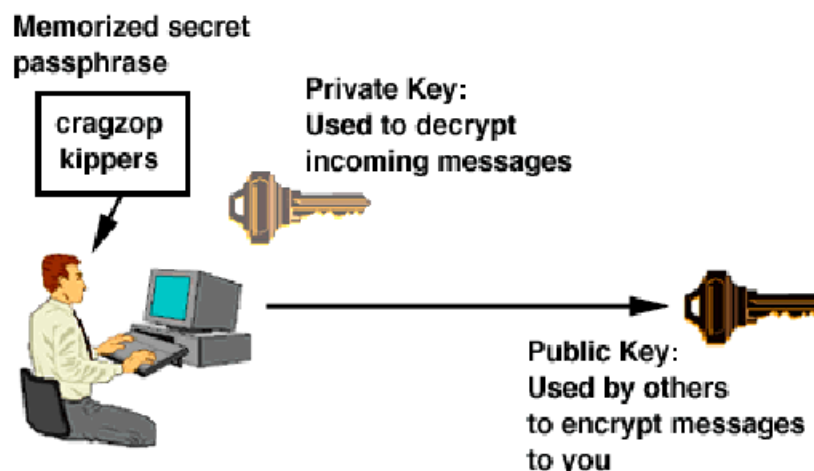 Memorized secret
passphrase
cragzop
kippers
Private Key:
Used to decrypt
incoming messages
Public Key:
Used by others
to encrypt messages
to you